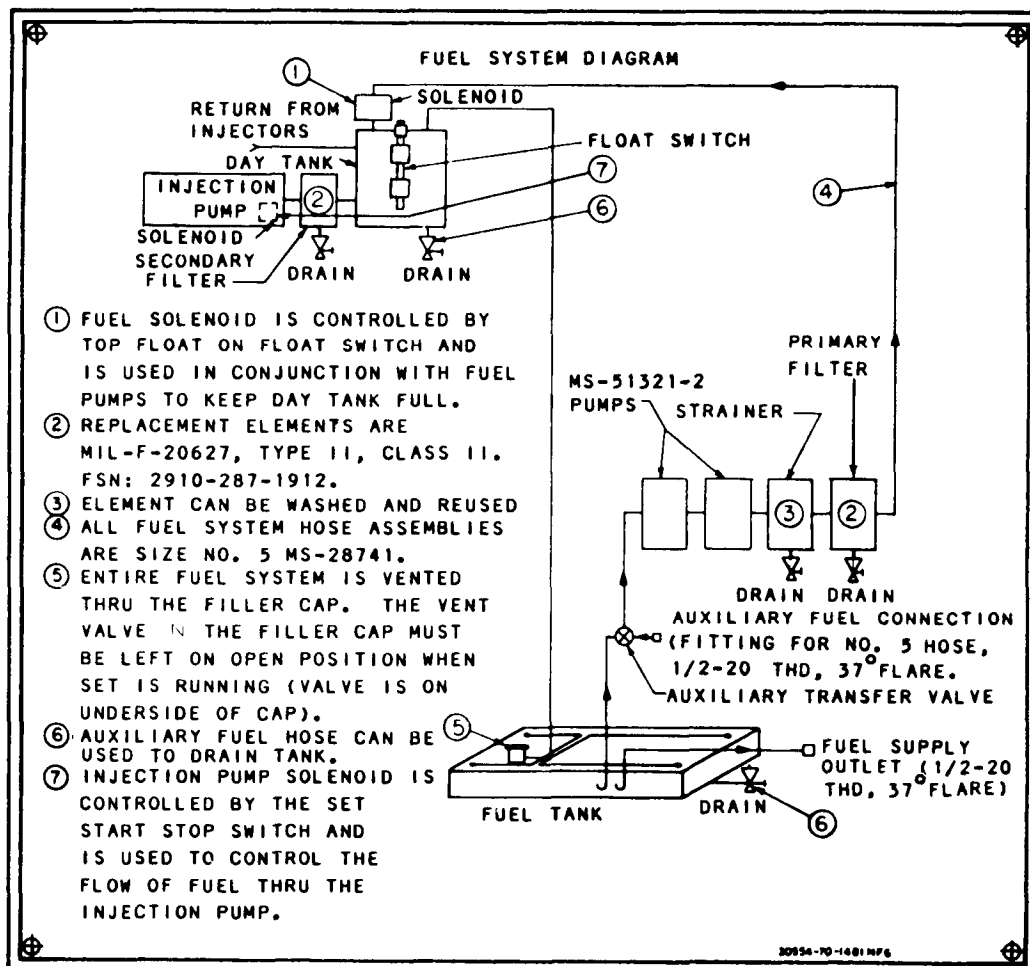 FUEL SYSTEM DIAGRAM
①
SOLENOID
RETURN FROM
INJECTORS
FLOAT SWITCH
DAY TANK
⑦
④
INJECTION
PUMP
②
⑥
SOLENOID
SECONDARY
FILTER
DRAIN
DRAIN
① FUEL SOLENOID IS CONTROLLED BY
TOP FLOAT ON FLOAT SWITCH AND
IS USED IN CONJUNCTION WITH FUEL
PUMPS TO KEEP DAY TANK FULL.
② REPLACEMENT ELEMENTS ARE
MIL-F-20627, TYPE II, CLASS II.
FSN: 2910-287-1912.
③ ELEMENT CAN BE WASHED AND REUSED
④ ALL FUEL SYSTEM HOSE ASSEMBLIES
ARE SIZE NO. 5 MS-28741.
⑤ ENTIRE FUEL SYSTEM IS VENTED
THRU THE FILLER CAP. THE VENT
VALVE IN THE FILLER CAP MUST
BE LEFT ON OPEN POSITION WHEN
SET IS RUNNING (VALVE IS ON
UNDERSIDE OF CAP).
⑥ AUXILIARY FUEL HOSE CAN BE
USED TO DRAIN TANK.
⑦ INJECTION PUMP SOLENOID IS
CONTROLLED BY THE SET
START STOP SWITCH AND
IS USED TO CONTROL THE
FLOW OF FUEL THRU THE
INJECTION PUMP.
PRIMARY
FILTER
MS-51321-2
PUMPS
STRAINER
③
②
DRAIN
DRAIN
AUXILIARY FUEL CONNECTION
(FITTING FOR NO. 5 HOSE,
1/2-20 THD, 37° FLARE.
AUXILIARY TRANSFER VALVE
⑤
FUEL SUPPLY
OUTLET (1/2-20
THD, 37° FLARE)
DRAIN
⑥
FUEL TANK